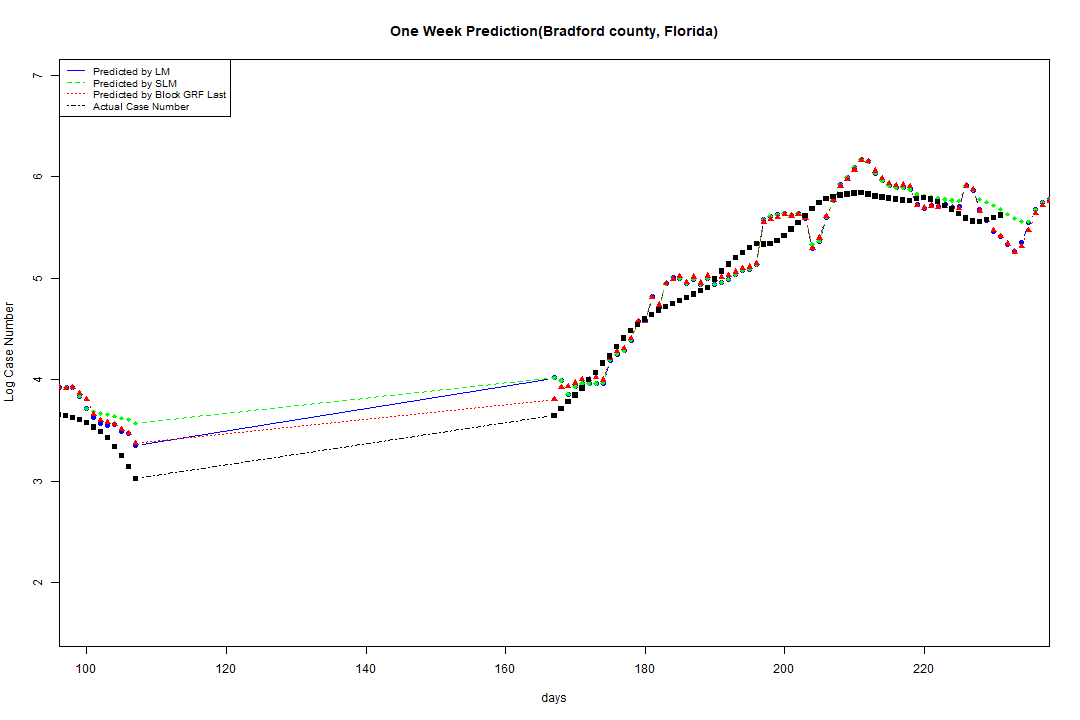 One Week Prediction(Bradford county, Florida)
Predicted by LM
Predicted by SLM
Predicted by Block GRF Last
Actual Case Number
7
6
5
4
3
2
Log Case Number
100 120 140 160 180 200 220
days